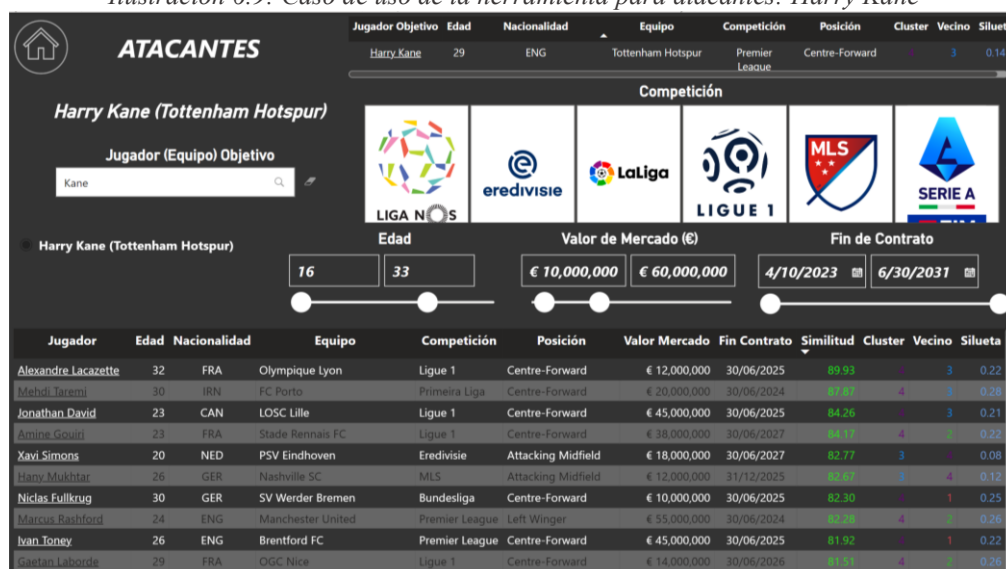 Ilustración 6.9: Caso de uso de la herramienta para atacantes: Harry Kane
ATACANTES
Jugador Objetivo Edad Nacionalidad Equipo Competición Posición Cluster Vecino Siluet
Harry Kane 29 ENG Tottenham Hotspur Premier League Centre-Forward 3 0.14
Harry Kane (Tottenham Hotspur)
Jugador (Equipo) Objetivo
Kane
Harry Kane (Tottenham Hotspur)
Competición
LIGA NOS
eredivisie
LaLiga
LIGUE 1
MLS
SERIE A
Edad
16 33
Valor de Mercado (€)
€ 10,000,000 € 60,000,000
Fin de Contrato
4/10/2023 6/30/2031
Jugador Edad Nacionalidad Equipo Competición Posición Valor Mercado Fin Contrato Similitud Cluster Vecino Silueta
Alexandre Lacazette 32 FRA Olympique Lyon Ligue 1 Centre-Forward € 12,000,000 30/06/2025 89.93 3 0.22
Mehdi Taremi 30 IRN FC Porto Primeira Liga Centre-Forward € 20,000,000 30/06/2024 87.87 4 0.28
Jonathan David 23 CAN LOSC Lille Ligue 1 Centre-Forward € 45,000,000 30/06/2025 84.26 3 0.21
Amine Gouiri 23 FRA Stade Rennais FC Ligue 1 Centre-Forward € 38,000,000 30/06/2027 84.17 4 2 0.22
Xavi Simons 20 NED PSV Eindhoven Eredivisie Attacking Midfield € 18,000,000 30/06/2027 82.77 3 0.08
Hany Mukhtar 26 GER Nashville SC MLS Attacking Midfield € 12,000,000 31/12/2025 82.67 3 4 0.12
Niclas Fullkrug 30 GER SV Werder Bremen Bundesliga Centre-Forward € 10,000,000 30/06/2025 82.30 1 0.25
Marcus Rashford 24 ENG Manchester United Premier League Left Winger € 55,000,000 30/06/2024 82.28 4 2 0.26
Ivan Toney 26 ENG Brentford FC Premier League Centre-Forward € 45,000,000 30/06/2025 81.92 1 0.22
Gaetan Laborde 29 FRA OGC Nice Ligue 1 Centre-Forward € 14,000,000 30/06/2026 81.51 4 2 0.26